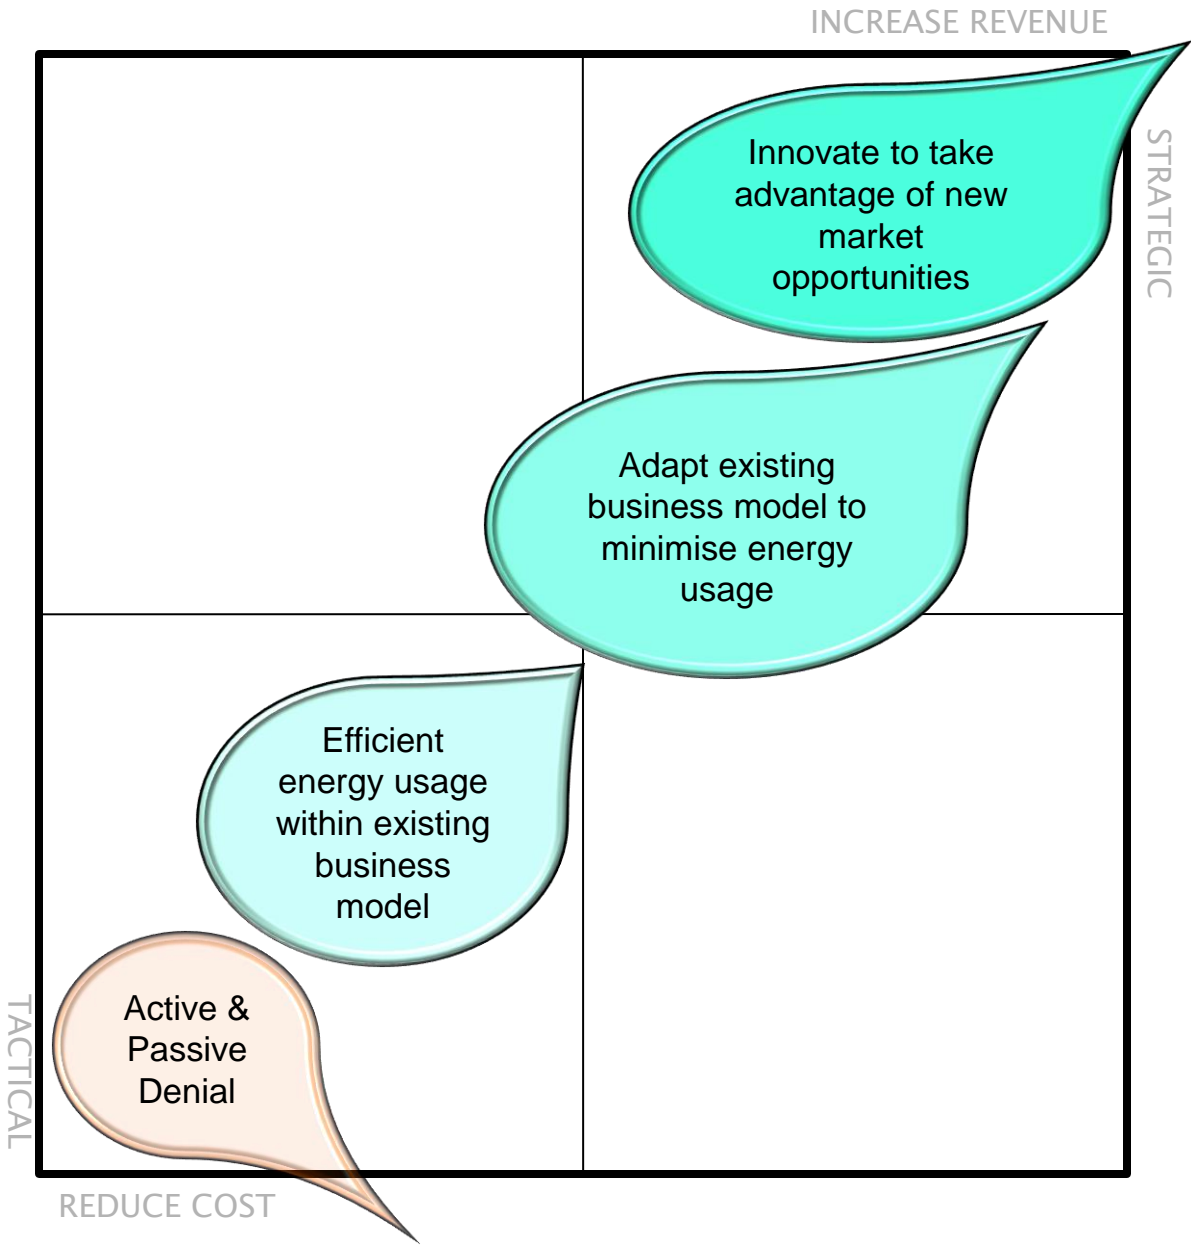 INCREASE REVENUE
Innovate to take
advantage of new
market
opportunities
STRATEGIC
Adapt existing
business model to
minimise energy
usage
Efficient
energy usage
within existing
business
model
Active &
Passive
Denial
TACTICAL
REDUCE COST